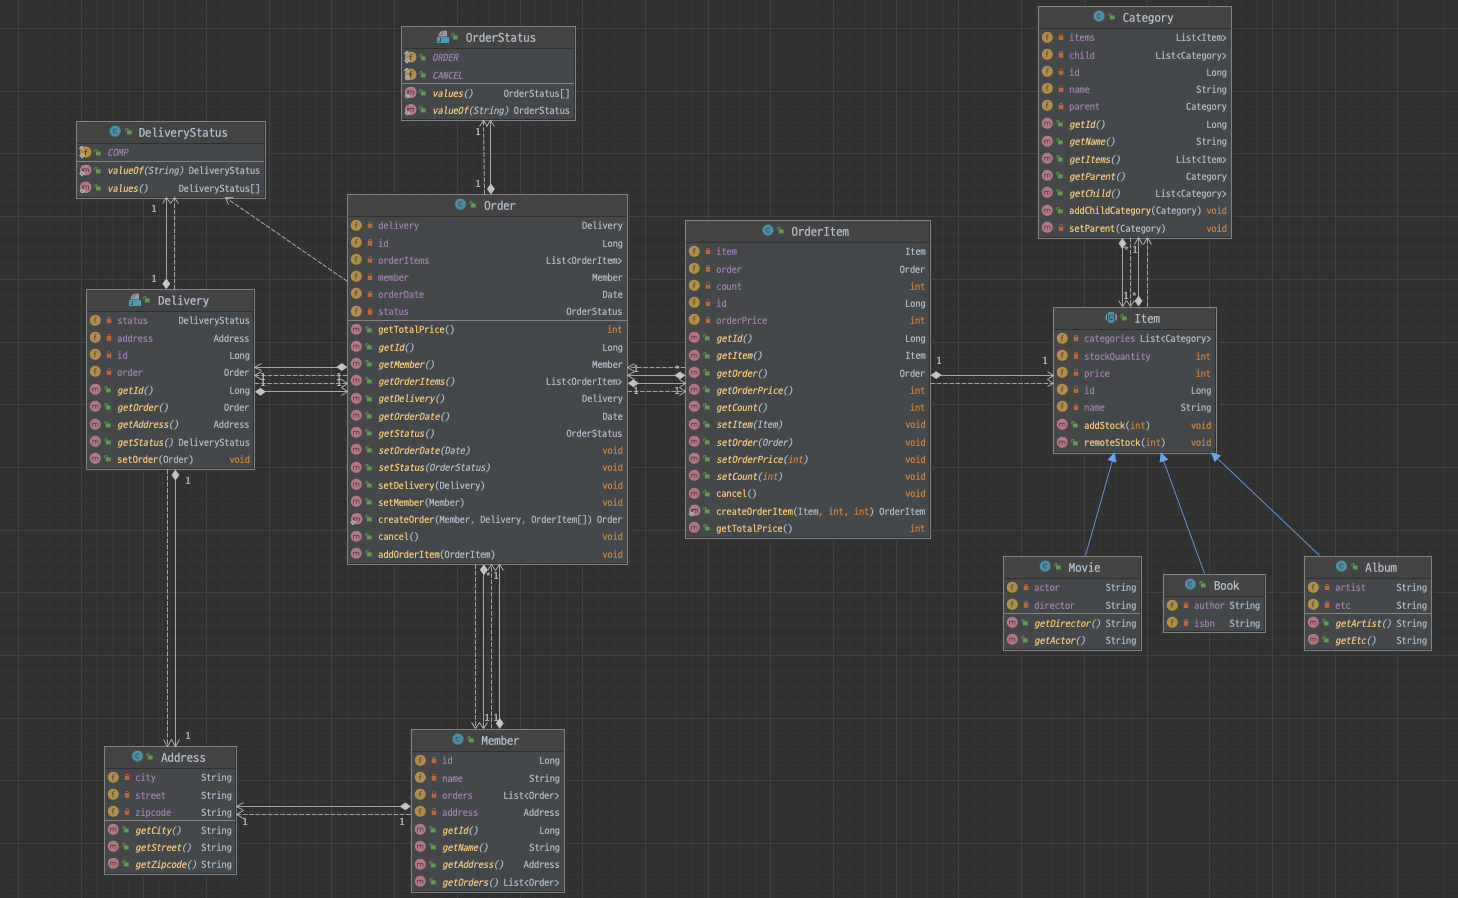 OrderStatus
ORDER
CANCEL
values() OrderStatus[]
valueOf(String) OrderStatus
1
1
DeliveryStatus
COMP
valueOf(String) DeliveryStatus
values() DeliveryStatus[]
1
1
Delivery
status DeliveryStatus
address Address
id Long
order Order
getId() Long
getOrder() Order
getAddress() Address
getStatus() DeliveryStatus
setOrder(Order) void
1
1
1
1
Order
delivery Delivery
id Long
orderItems List<OrderItem>
member Member
orderDate Date
status OrderStatus
getTotalPrice() int
getId() Long
getMember() Member
getOrderItems() List<OrderItem>
getDelivery() Delivery
getOrderDate() Date
getStatus() OrderStatus
setOrderDate(Date) void
setStatus(OrderStatus) void
setDelivery(Delivery) void
setMember(Member) void
createOrder(Member, Delivery, OrderItem[]) Order
cancel() void
addOrderItem(OrderItem) void
1
*
1
1
OrderItem
item Item
order Order
count int
id Long
orderPrice int
getId() Long
getItem() Item
getOrder() Order
getOrderPrice() int
getCount() int
setItem(Item) void
setOrder(Order) void
setOrderPrice(int) void
setCount(int) void
cancel() void
createOrderItem(Item, int, int) OrderItem
getTotalPrice() int
1
1
Category
items List<Item>
child List<Category>
id Long
name String
parent Category
getId() Long
getName() String
getItems() List<Item>
getParent() Category
getChild() List<Category>
addChildCategory(Category) void
setParent(Category) void
*
1
1
*
Item
categories List<Category>
stockQuantity int
price int
id Long
name String
addStock(int) void
remoteStock(int) void
Movie
actor String
director String
getDirector() String
getActor() String
Book
author String
isbn String
Album
artist String
etc String
getArtist() String
getEtc() String
1
1
*
1
1
1
Address
city String
street String
zipcode String
getCity() String
getStreet() String
getZipcode() String
1
1
Member
id Long
name String
orders List<Order>
address Address
getId() Long
getName() String
getAddress() Address
getOrders() List<Order>